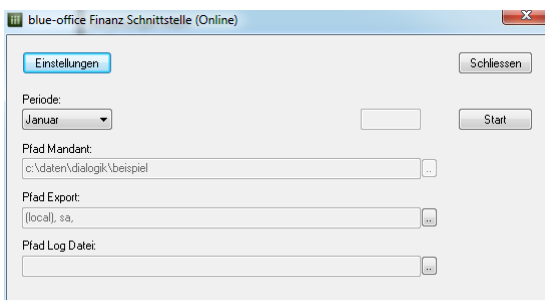 blue-office Finanz Schnittstelle (Online)
Einstellungen
Schliessen
Periode:
Januar
Start
Pfad Mandant:
c:\daten\dialogik\beispiel
..
Pfad Export:
(local), sa,
..
Pfad Log Datei:
..